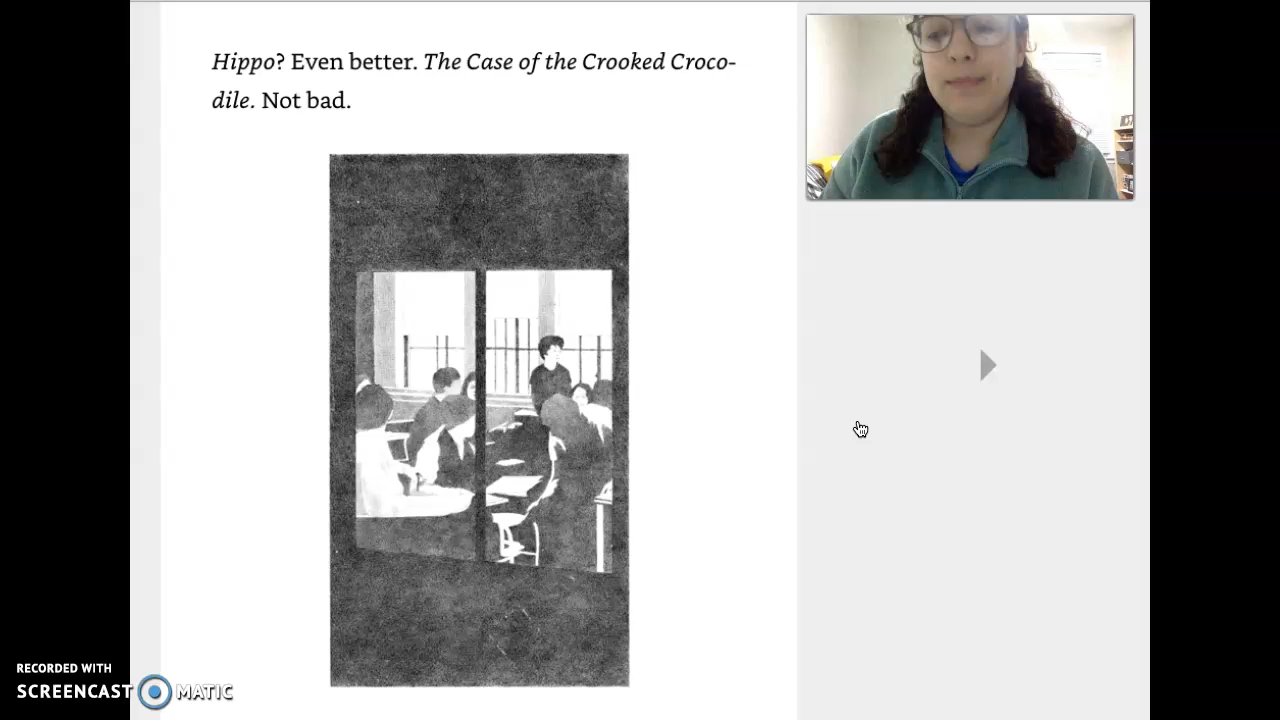 Hippo? Even better. The Case of the Crooked Croco-
dile. Not bad.
RECORDED WITH
SCREENCAST MATIC